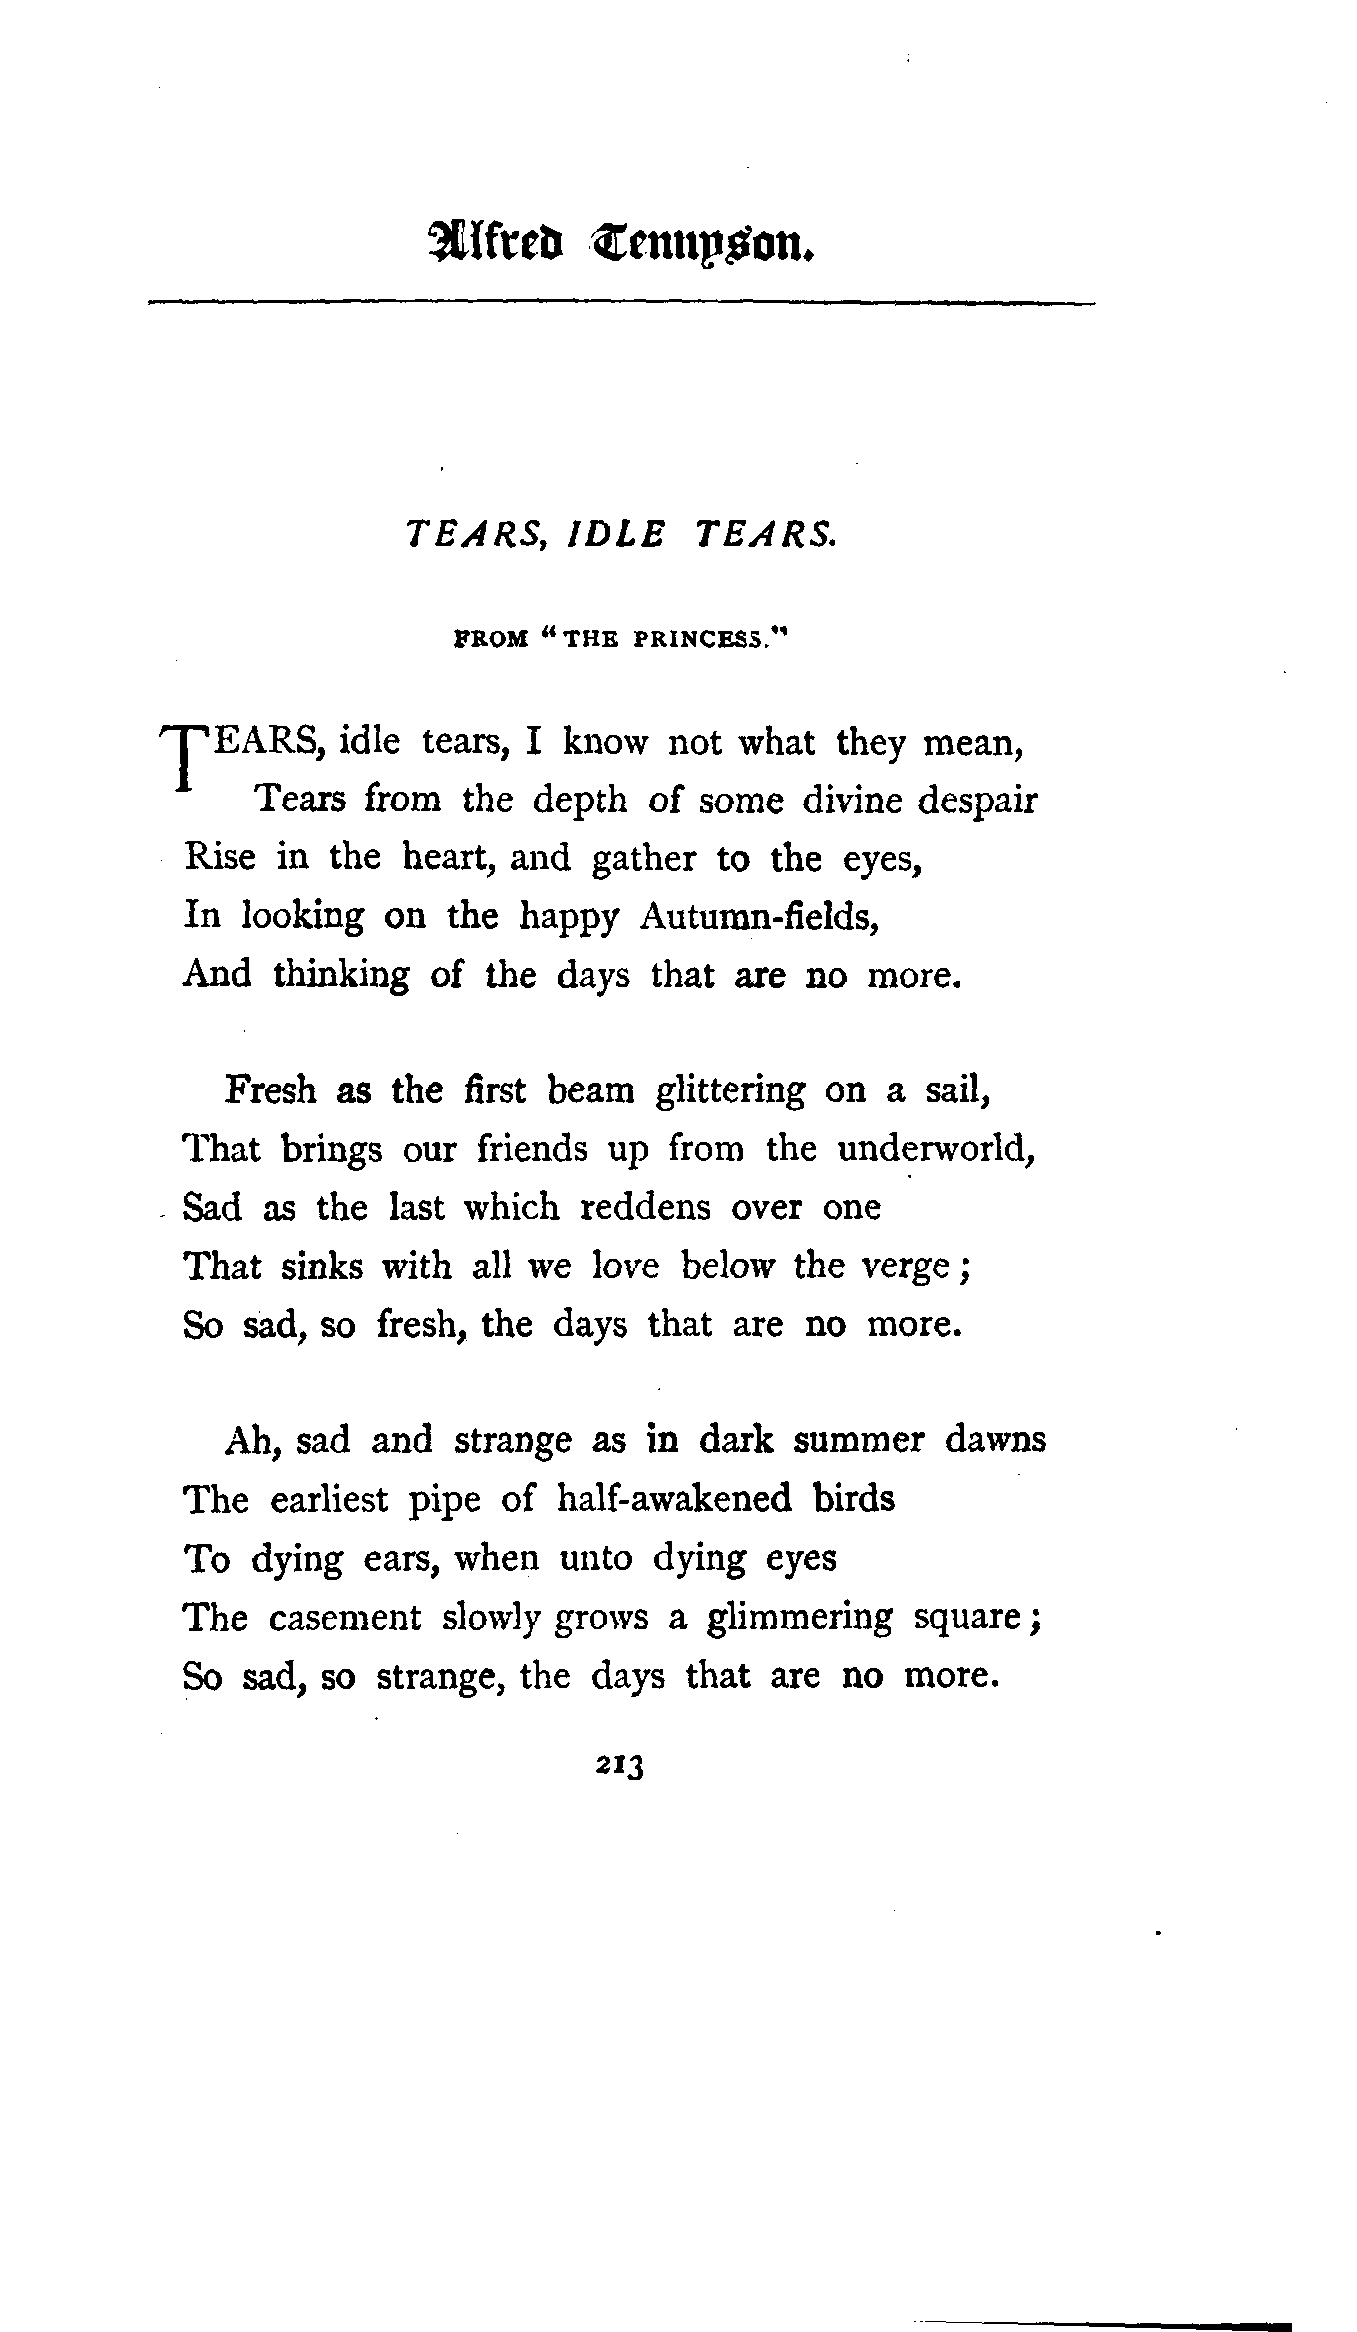 Alfred Tennyson.
TEARS, IDLE TEARS.
FROM "THE PRINCESS."
TEARS, idle tears, I know not what they mean,
Tears from the depth of some divine despair
Rise in the heart, and gather to the eyes,
In looking on the happy Autumn-fields,
And thinking of the days that are no more.
Fresh as the first beam glittering on a sail,
That brings our friends up from the underworld,
Sad as the last which reddens over one
That sinks with all we love below the verge;
So sad, so fresh, the days that are no more.
Ah, sad and strange as in dark summer dawns
The earliest pipe of half-awakened birds
To dying ears, when unto dying eyes
The casement slowly grows a glimmering square;
So sad, so strange, the days that are no more.
213